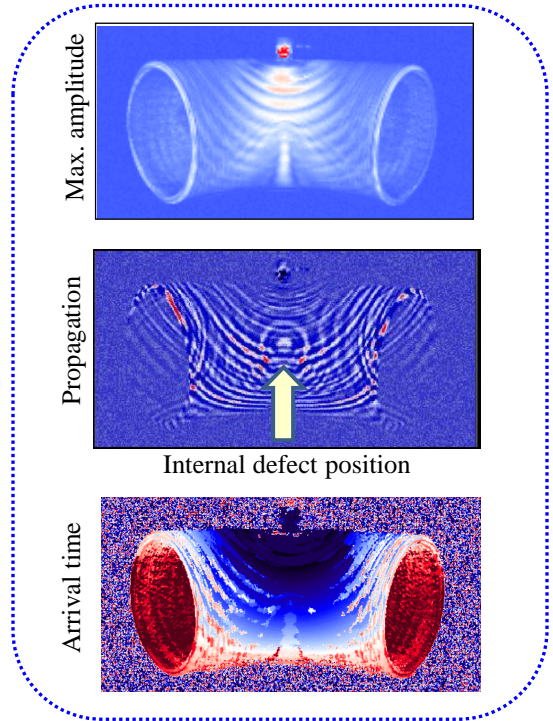 Max. amplitude
Propagation
Internal defect position
Arrival time